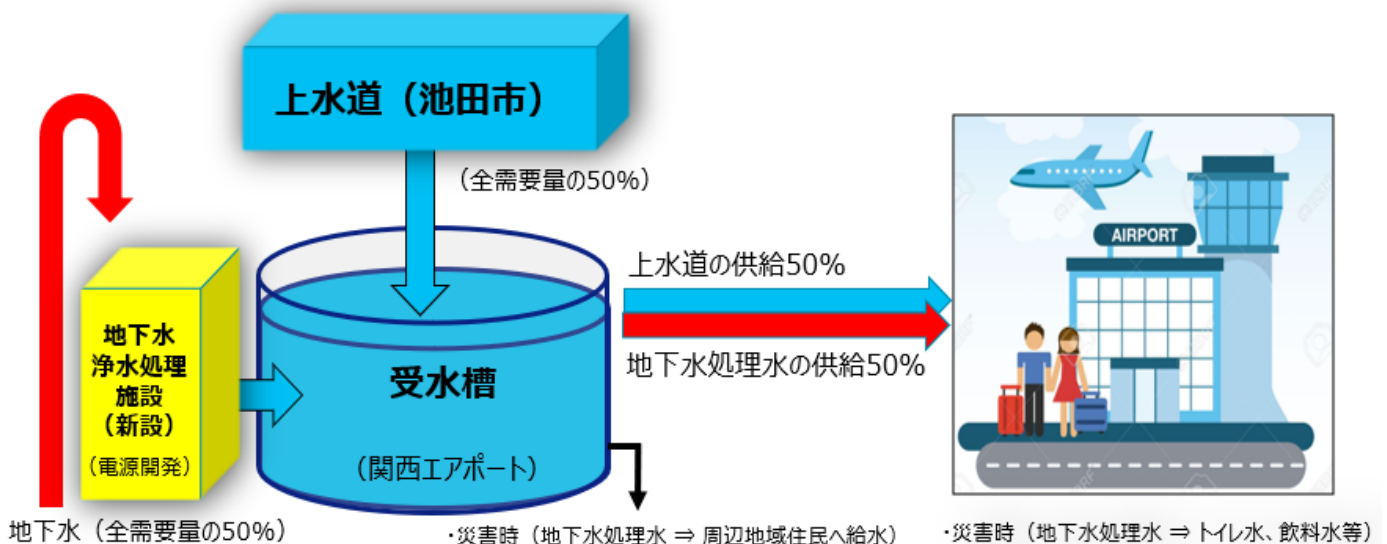 上水道（池田市）
（全需要量の50%）
地下水
浄水処理
施設
（新設）
（電源開発）
受水槽
（関西エアポート）
上水道の供給50%
地下水処理水の供給50%
AIRPORT
地下水（全需要量の50%）
・災害時（地下水処理水 ⇒ 周辺地域住民へ給水）
・災害時（地下水処理水 ⇒ トイレ水、飲料水等）